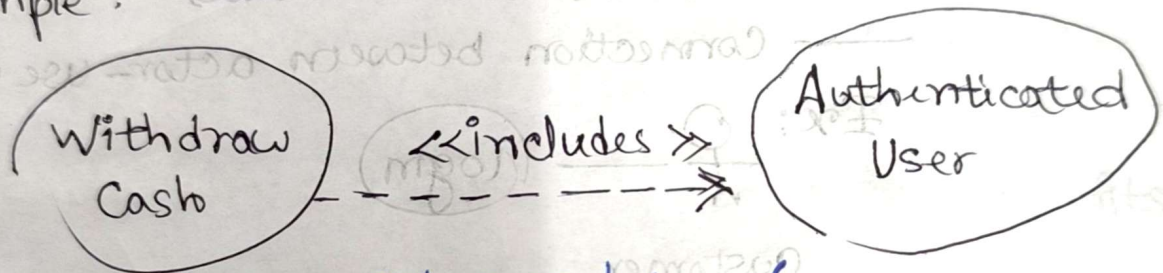 Withdraw
Cash
<<includes>>
Authenticated
User